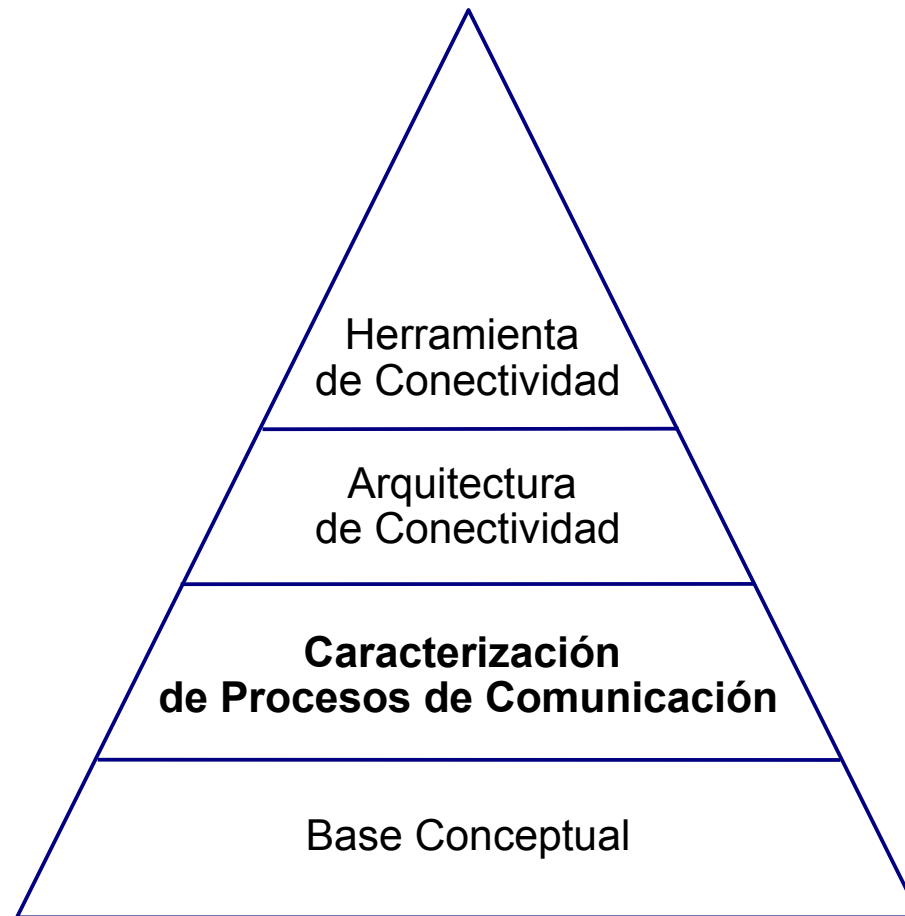 Herramienta
de Conectividad
Arquitectura
de Conectividad
Caracterización
de Procesos de Comunicación
Base Conceptual